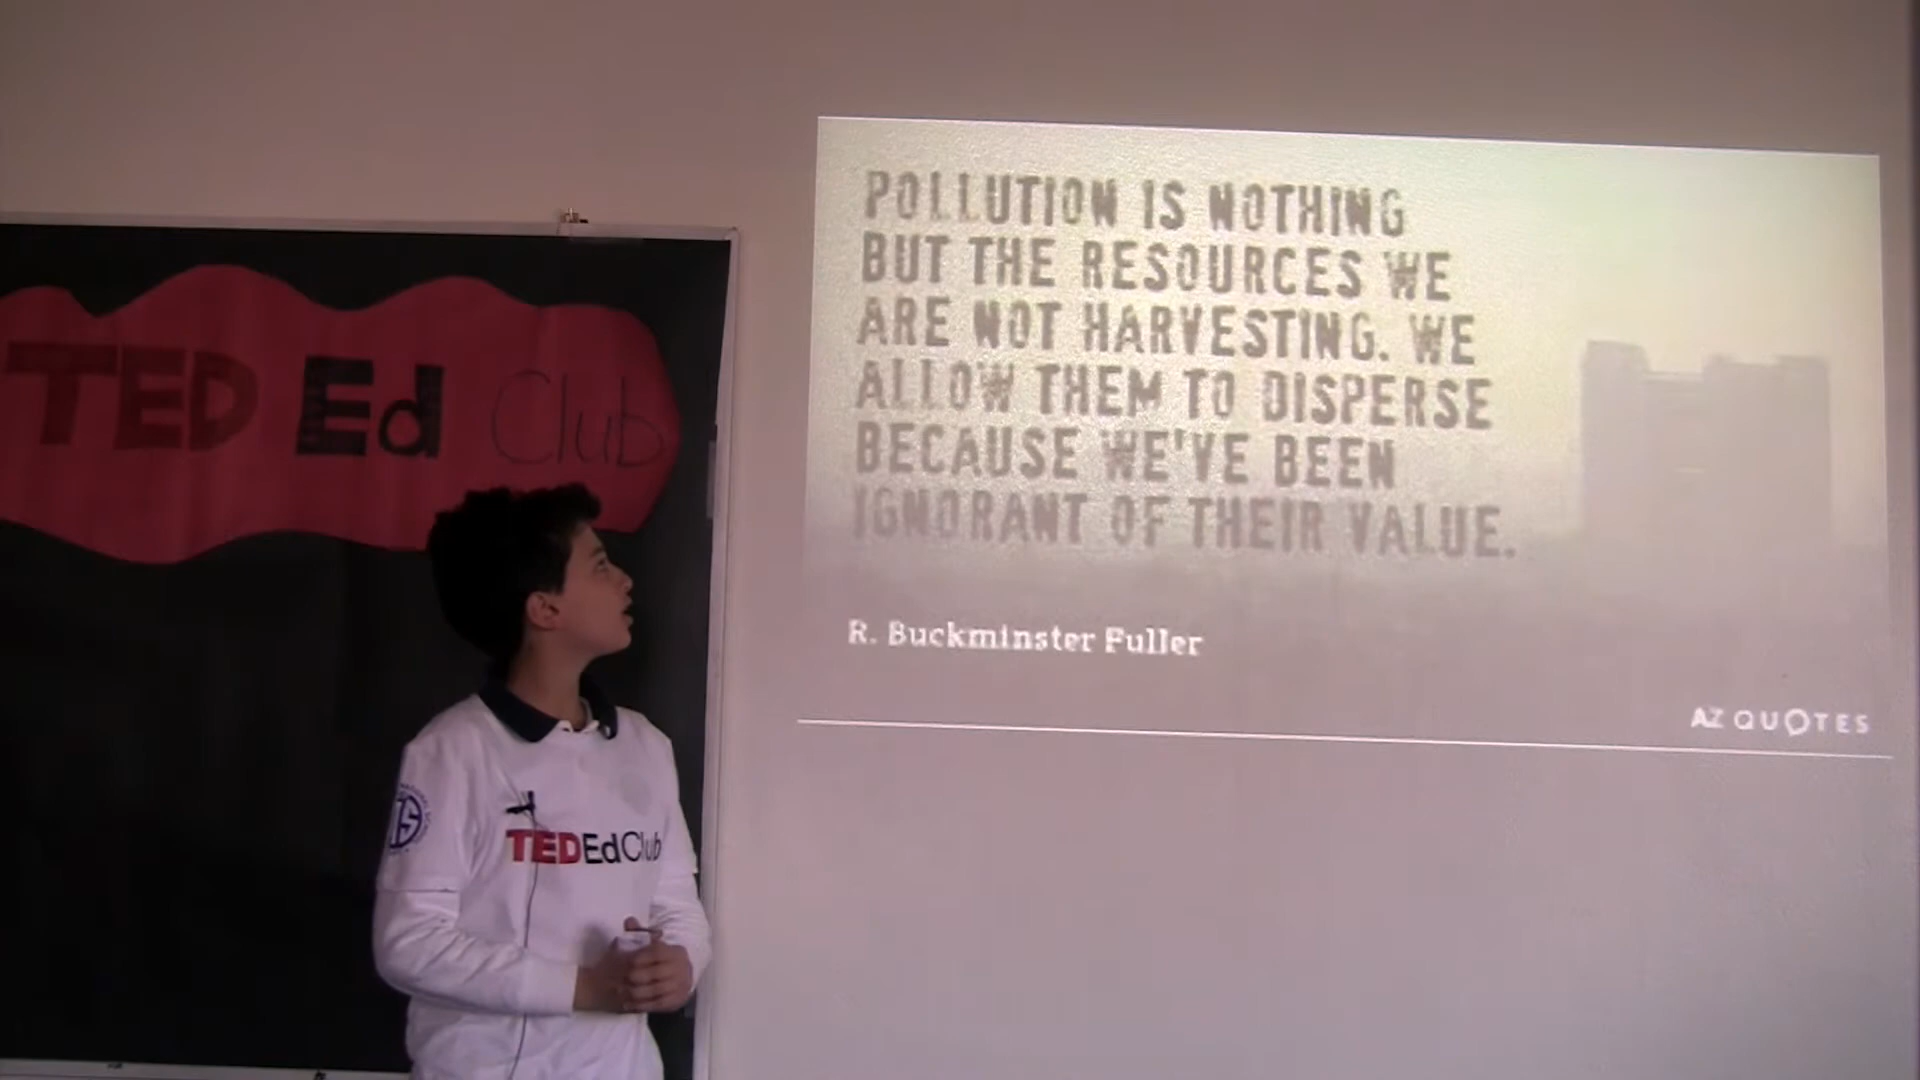 TED Ed Club
POLLUTION IS NOTHING
BUT THE RESOURCES WE
ARE NOT HARVESTING. WE
ALLOW THEM TO DISPERSE
BECAUSE WE'VE BEEN
IGNORANT OF THEIR VALUE.
R. Buckminster Fuller
AZ QUOTES
TEDEdClub